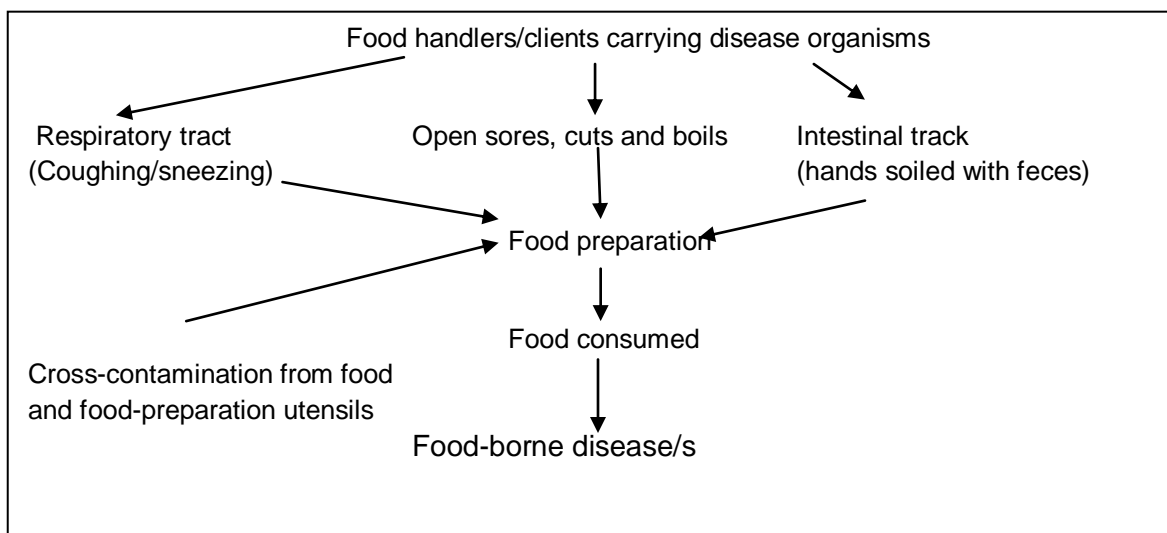 Food handlers/clients carrying disease organisms
Respiratory tract
(Coughing/sneezing)
Open sores, cuts and boils
Intestinal track
(hands soiled with feces)
Food preparation
Food consumed
Cross-contamination from food
and food-preparation utensils
Food-borne disease/s